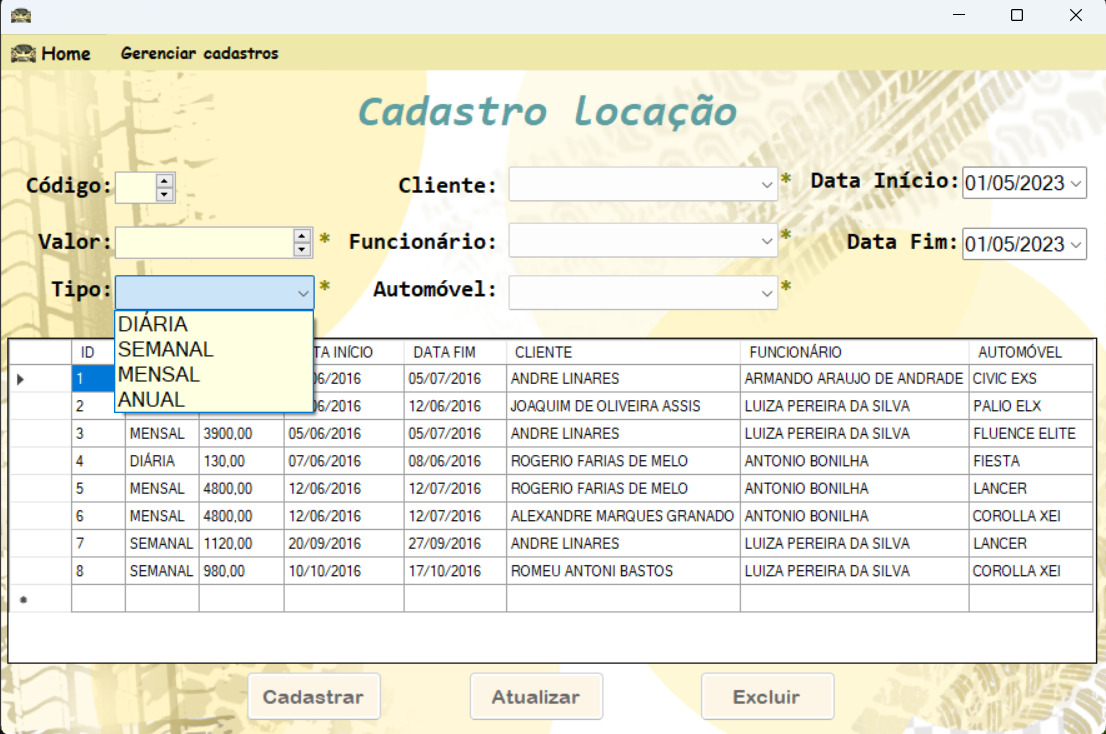 Home Gerenciar cadastros
Cadastro Locação
Código: Cliente: * Data Início: 01/05/2023
Valor: * Funcionário: * Data Fim: 01/05/2023
Tipo: * Automóvel: *
DIÁRIA
SEMANAL
MENSAL
ANUAL
ID TA INÍCIO DATA FIM CLIENTE FUNCIONÁRIO AUTOMÓVEL
1 06/2016 05/07/2016 ANDRE LINARES ARMANDO ARAUJO DE ANDRADE CIVIC EXS
2 06/2016 12/06/2016 JOAQUIM DE OLIVEIRA ASSIS LUIZA PEREIRA DA SILVA PALIO ELX
3 MENSAL 3900,00 05/06/2016 05/07/2016 ANDRE LINARES LUIZA PEREIRA DA SILVA FLUENCE ELITE
4 DIÁRIA 130,00 07/06/2016 08/06/2016 ROGERIO FARIAS DE MELO ANTONIO BONILHA FIESTA
5 MENSAL 4800,00 12/06/2016 12/07/2016 ROGERIO FARIAS DE MELO ANTONIO BONILHA LANCER
6 MENSAL 4800,00 12/06/2016 12/07/2016 ALEXANDRE MARQUES GRANADO ANTONIO BONILHA COROLLA XEI
7 SEMANAL 1120,00 20/09/2016 27/09/2016 ANDRE LINARES LUIZA PEREIRA DA SILVA LANCER
8 SEMANAL 980,00 10/10/2016 17/10/2016 ROMEU ANTONI BASTOS LUIZA PEREIRA DA SILVA COROLLA XEI
Cadastrar Atualizar Excluir